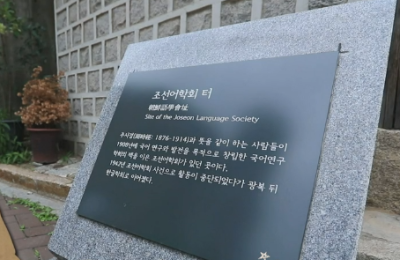 조선어학회 터
朝鮮語學會址
Site of the Joseon Language Society
주시경(周時經: 1876-1914)과 뜻을 같이 하는 사람들이
1908년에 국어 연구와 발전을 목적으로 창립한 국어연구
학회의 맥을 이은 조선어학회가 있던 곳이다.
1942년 조선어학회 사건으로 활동이 중단되었다가 광복 뒤
한글학회로 이어졌다.